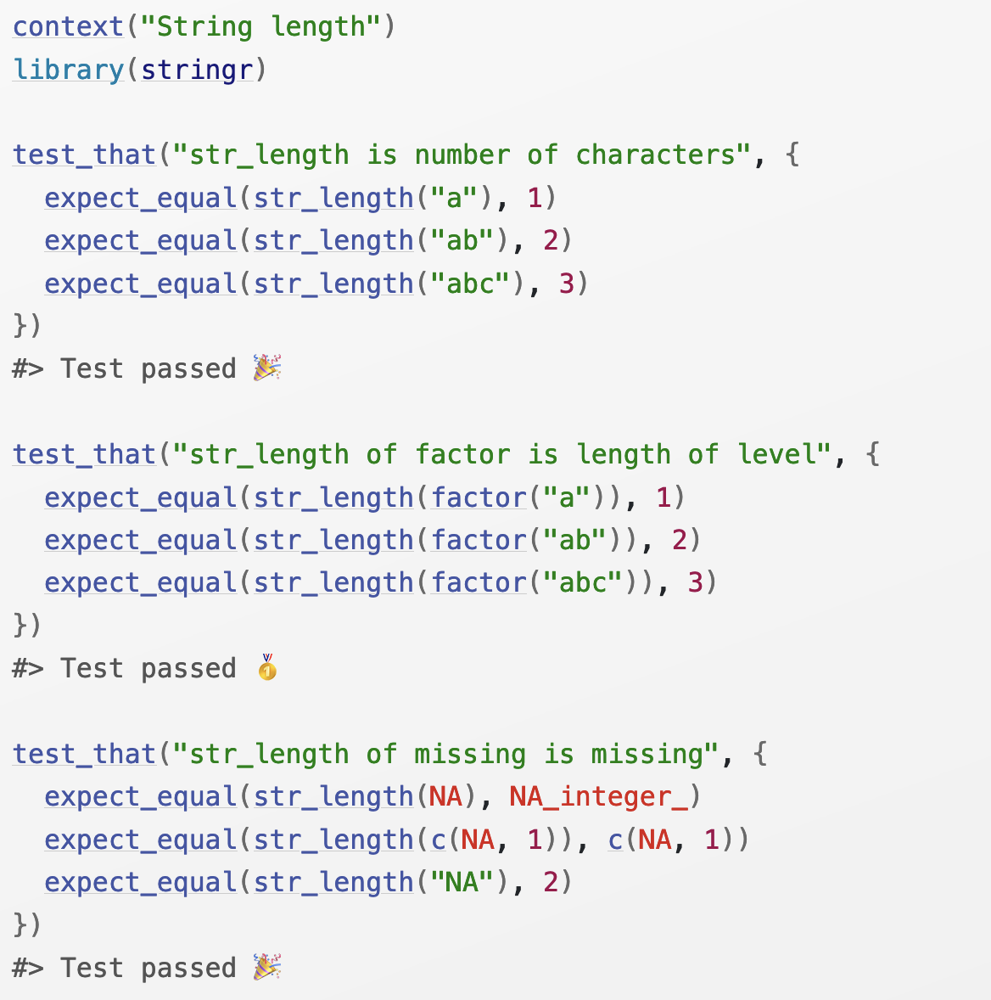 context("String length")
library(stringr)

test_that("str_length is number of characters", {
  expect_equal(str_length("a"), 1)
  expect_equal(str_length("ab"), 2)
  expect_equal(str_length("abc"), 3)
})
#> Test passed 🎉

test_that("str_length of factor is length of level", {
  expect_equal(str_length(factor("a")), 1)
  expect_equal(str_length(factor("ab")), 2)
  expect_equal(str_length(factor("abc")), 3)
})
#> Test passed 🥇

test_that("str_length of missing is missing", {
  expect_equal(str_length(NA), NA_integer_)
  expect_equal(str_length(c(NA, 1)), c(NA, 1))
  expect_equal(str_length("NA"), 2)
})
#> Test passed 🎉